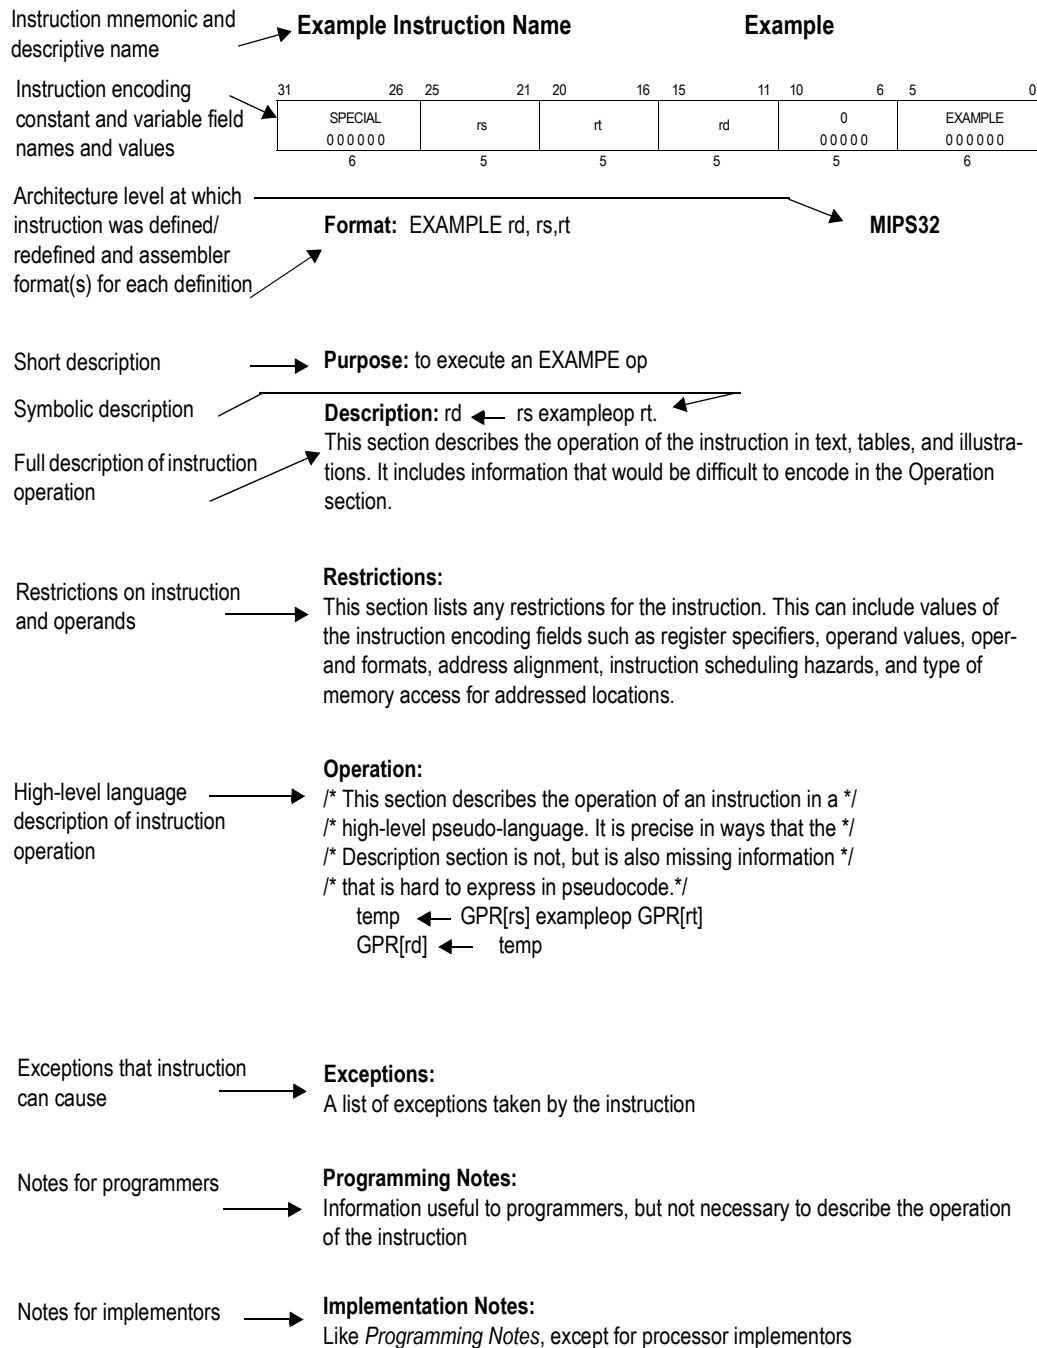 Instruction mnemonic and
descriptive name
Example Instruction Name Example
Instruction encoding
constant and variable field
names and values
31 26 25 21 20 16 15 11 10 6 5 0
SPECIAL rs rt rd 0 EXAMPLE
000000 00000 000000
6 5 5 5 5 6
Architecture level at which
instruction was defined/
redefined and assembler
format(s) for each definition
Format: EXAMPLE rd, rs,rt MIPS32
Short description
Purpose: to execute an EXAMPE op
Symbolic description
Description: rd ← rs exampleop rt.
Full description of instruction
operation
This section describes the operation of the instruction in text, tables, and illustra-
tions. It includes information that would be difficult to encode in the Operation
section.
Restrictions on instruction
and operands
Restrictions:
This section lists any restrictions for the instruction. This can include values of
the instruction encoding fields such as register specifiers, operand values, oper-
and formats, address alignment, instruction scheduling hazards, and type of
memory access for addressed locations.
High-level language
description of instruction
operation
Operation:
/* This section describes the operation of an instruction in a */
/* high-level pseudo-language. It is precise in ways that the */
/* Description section is not, but is also missing information */
/* that is hard to express in pseudocode.*/
temp ← GPR[rs] exampleop GPR[rt]
GPR[rd] ← temp
Exceptions that instruction
can cause
Exceptions:
A list of exceptions taken by the instruction
Notes for programmers
Programming Notes:
Information useful to programmers, but not necessary to describe the operation
of the instruction
Notes for implementors
Implementation Notes:
Like Programming Notes, except for processor implementors